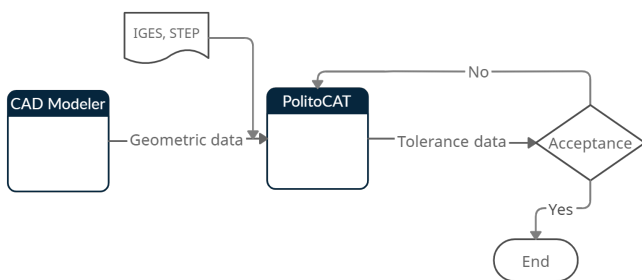 IGES, STEP
No
CAD Modeler
PolitoCAT
Geometric data
Tolerance data
Acceptance
Yes
End